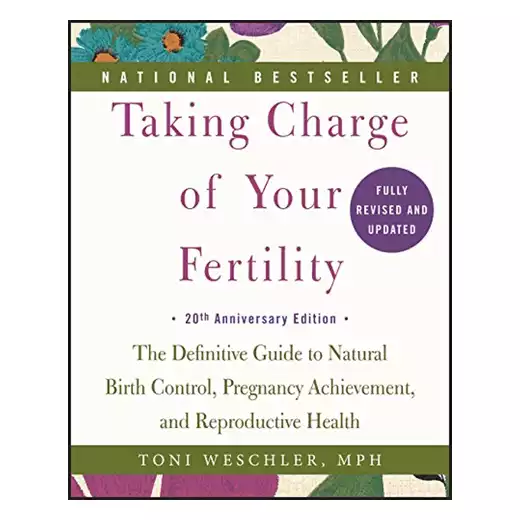 NATIONAL BESTSELLER
Taking Charge
of Your
Fertility
FULLY
REVISED AND
UPDATED
• 20th Anniversary Edition •
The Definitive Guide to Natural
Birth Control, Pregnancy Achievement,
and Reproductive Health
TONI WESCHLER, MPH